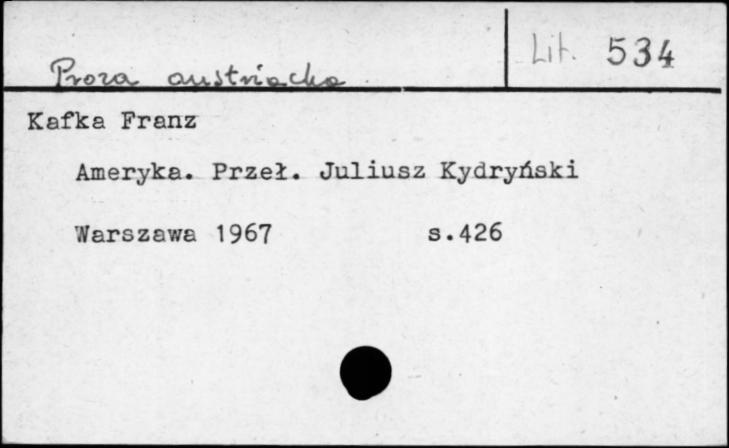 Proza austriacka
Lit. 534
Kafka Franz
Ameryka. Przeł. Juliusz Kydryński
Warszawa 1967 s.426